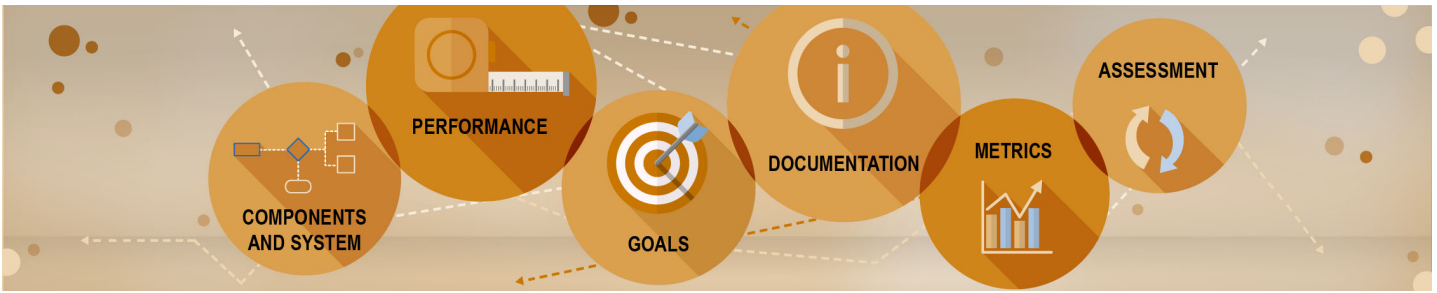 COMPONENTS
AND SYSTEM
PERFORMANCE
GOALS
DOCUMENTATION
METRICS
ASSESSMENT